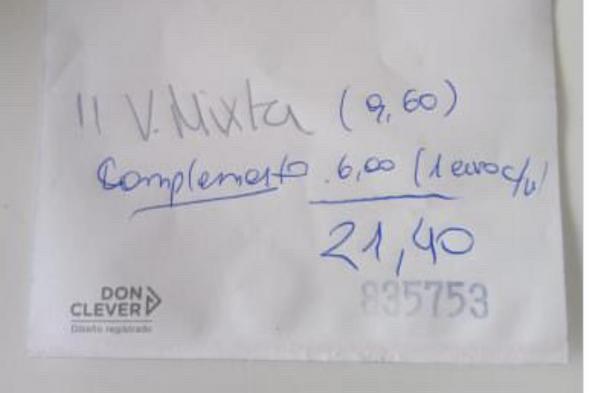 11 V. Mixta (9,60)
Complemento 6,00 (1 euro c/u)
21,40
835753
DON
CLEVER
Diseño registrado